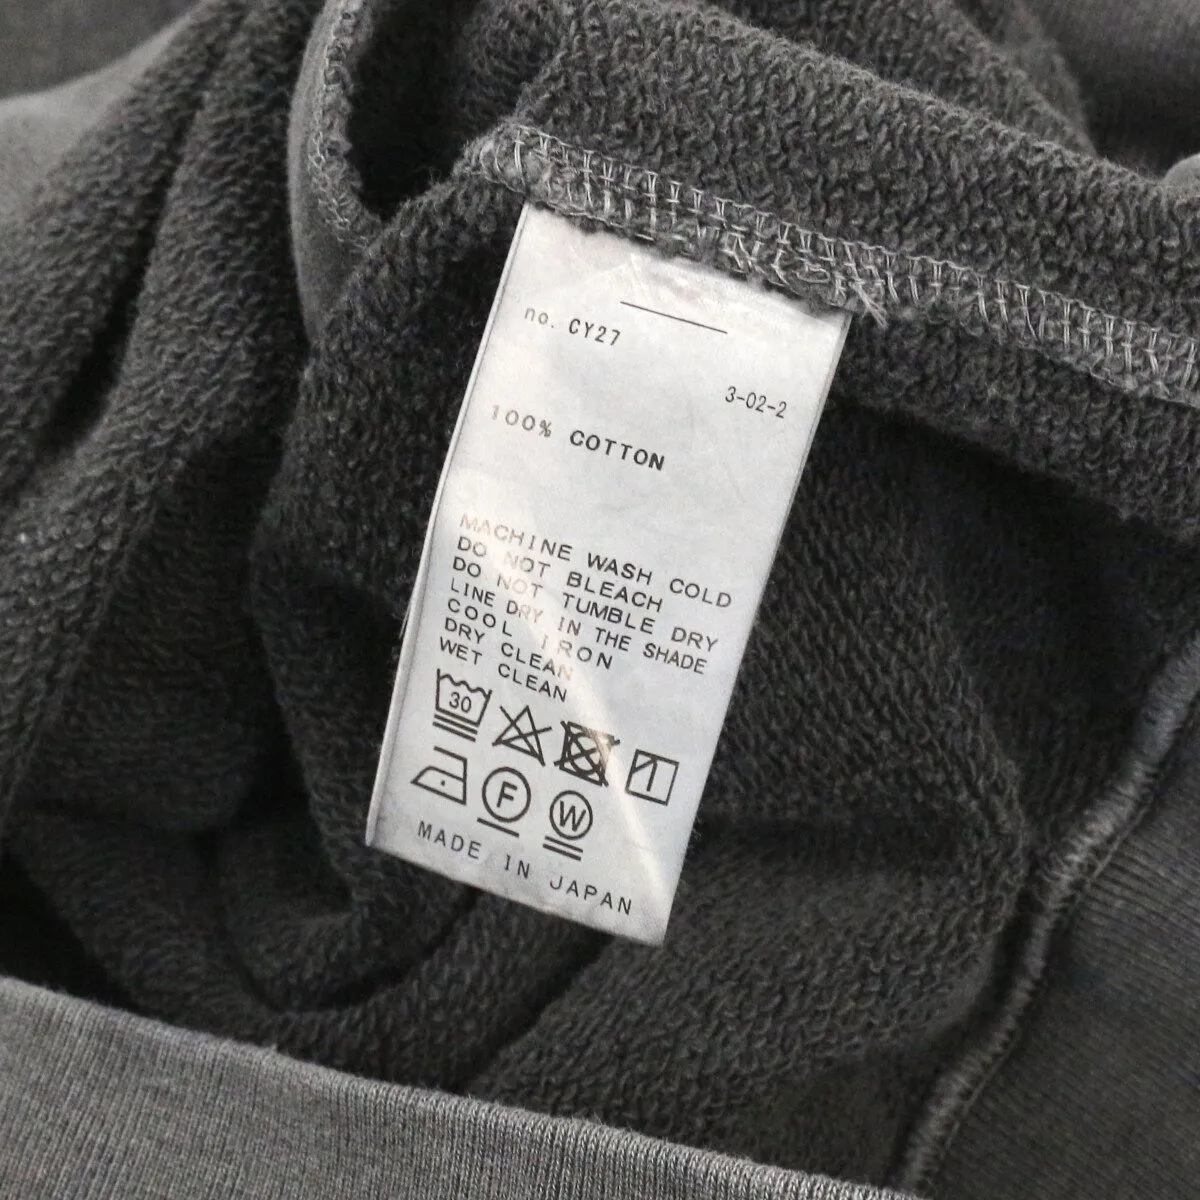 no. CY27
3-02-2
100% COTTON
MACHINE WASH COLD
DO NOT BLEACH
DO NOT TUMBLE DRY
LINE DRY IN THE SHADE
COOL IRON
DRY CLEAN
WET CLEAN
30
F W
MADE IN JAPAN